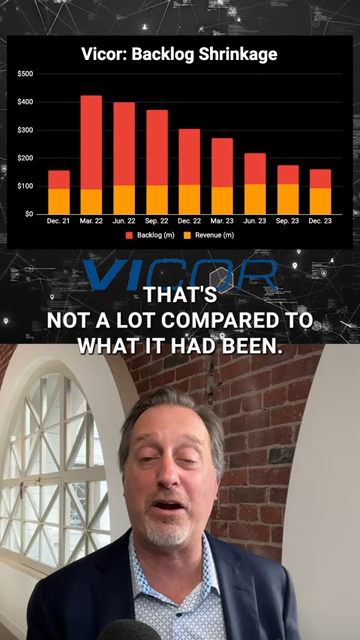 Vicor: Backlog Shrinkage
$500
$400
$300
$200
$100
$0
Dec. 21 Mar. 22 Jun. 22 Sep. 22 Dec. 22 Mar. 23 Jun. 23 Sep. 23 Dec. 23
Backlog (m) Revenue (m)
VICOR
THAT'S
NOT A LOT COMPARED TO
WHAT IT HAD BEEN.